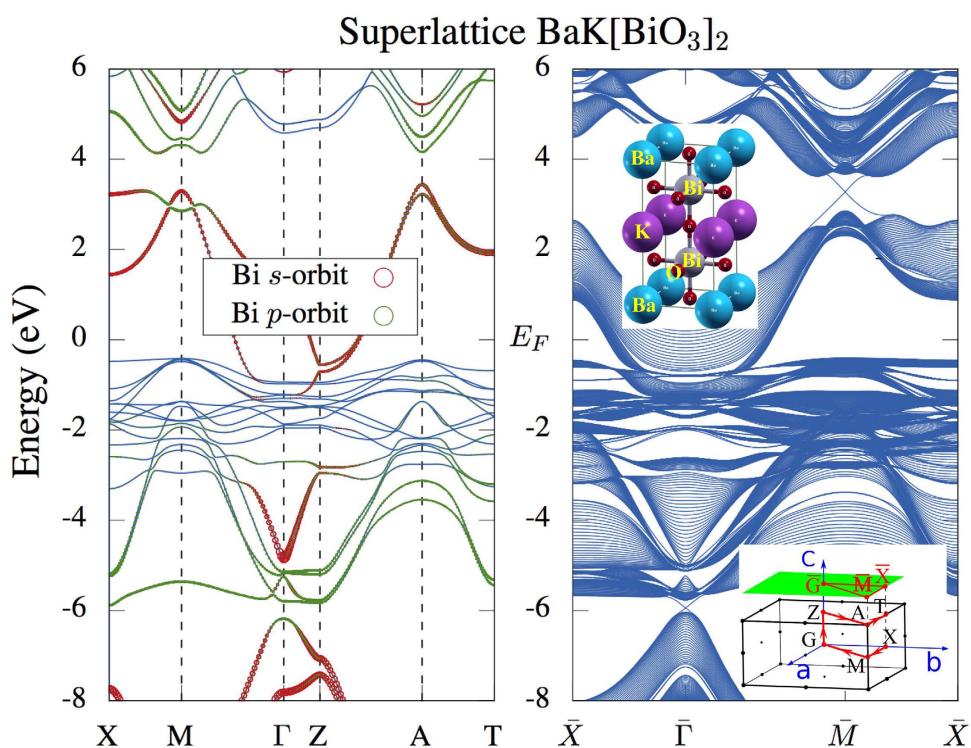 Superlattice BaK[BiO₃]₂
Energy (eV)
6
4
2
0
-2
-4
-6
-8
Bi s-orbit
Bi p-orbit
X M Γ Z A T
6
4
2
E_F
-2
-4
-6
-8
Ba
Bi
K
Bi
O
Ba
C
G̅ M̅ X̅
Z A T
G X
M
a b
X̄ Γ̄ M̄ X̄